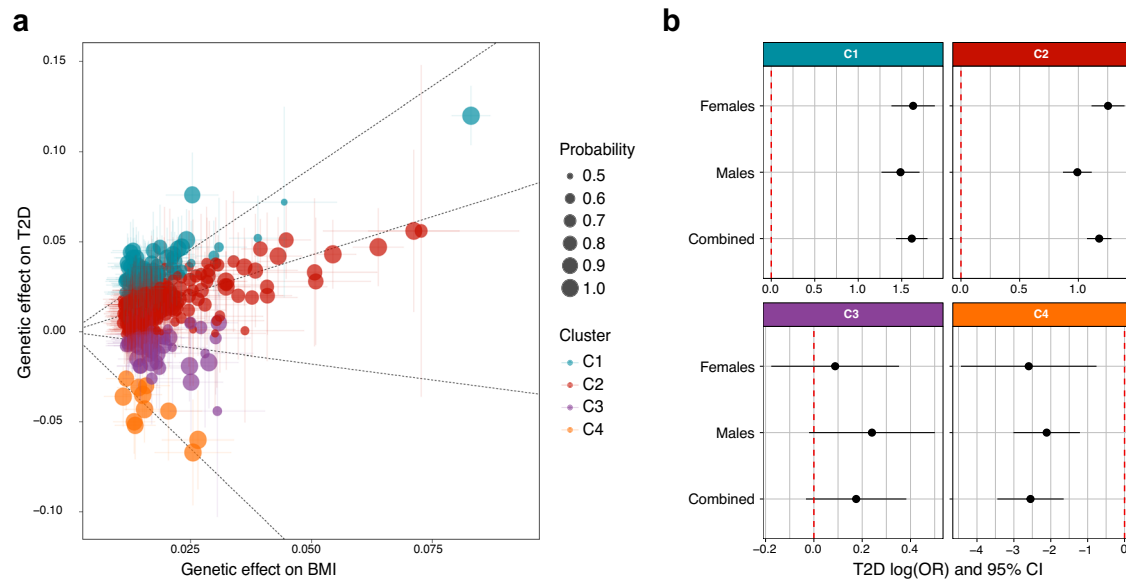 a
0.15
0.10
0.05
0.00
−0.05
−0.10
0.025
0.050
0.075
Genetic effect on T2D
Genetic effect on BMI
Probability
0.5
0.6
0.7
0.8
0.9
1.0
Cluster
C1
C2
C3
C4
b
C1
C2
Females
Males
Combined
0.0
0.5
1.0
1.5
0.0
0.5
1.0
C3
C4
Females
Males
Combined
−0.2
0.0
0.2
0.4
−4
−3
−2
−1
0
T2D log(OR) and 95% CI